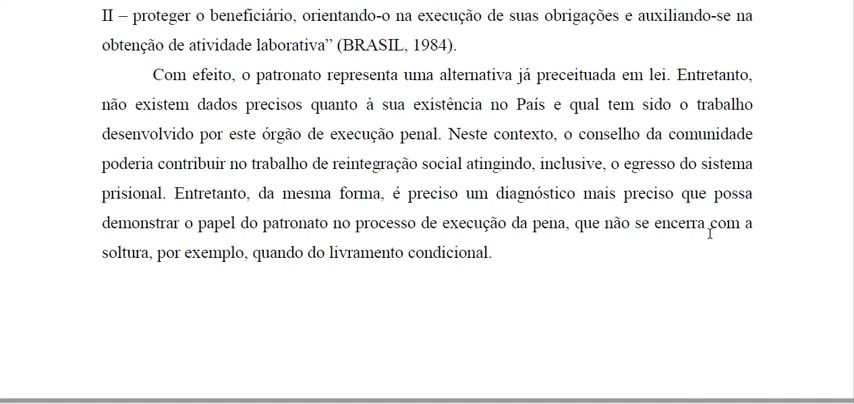 II – proteger o beneficiário, orientando-o na execução de suas obrigações e auxiliando-se na
obtenção de atividade laborativa” (BRASIL, 1984).
Com efeito, o patronato representa uma alternativa já preceituada em lei. Entretanto,
não existem dados precisos quanto à sua existência no País e qual tem sido o trabalho
desenvolvido por este órgão de execução penal. Neste contexto, o conselho da comunidade
poderia contribuir no trabalho de reintegração social atingindo, inclusive, o egresso do sistema
prisional. Entretanto, da mesma forma, é preciso um diagnóstico mais preciso que possa
demonstrar o papel do patronato no processo de execução da pena, que não se encerra com a
soltura, por exemplo, quando do livramento condicional.